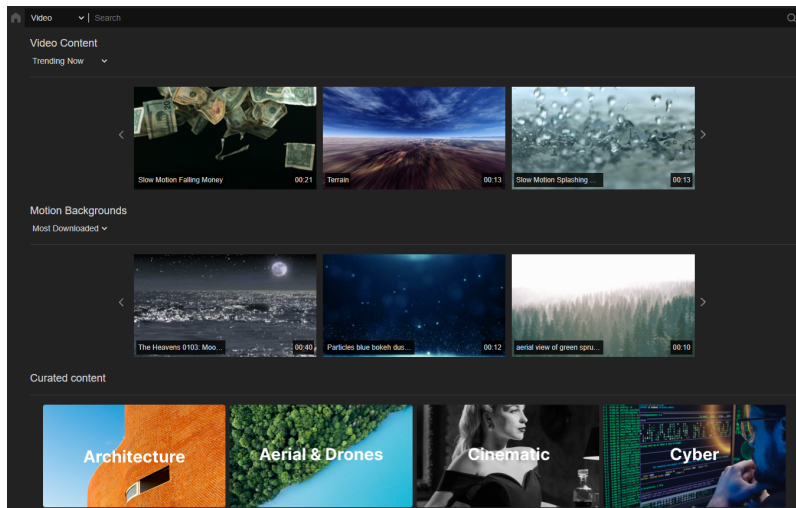 Video
Search
Video Content
Trending Now
Slow Motion Falling Money
00:21
Terrain
00:13
Slow Motion Splashing ...
00:13
Motion Backgrounds
Most Downloaded
The Heavens 0103: Moo...
00:40
Particles blue bokeh dus...
00:12
aerial view of green spru...
00:10
Curated content
Architecture
Aerial & Drones
Cinematic
Cyber